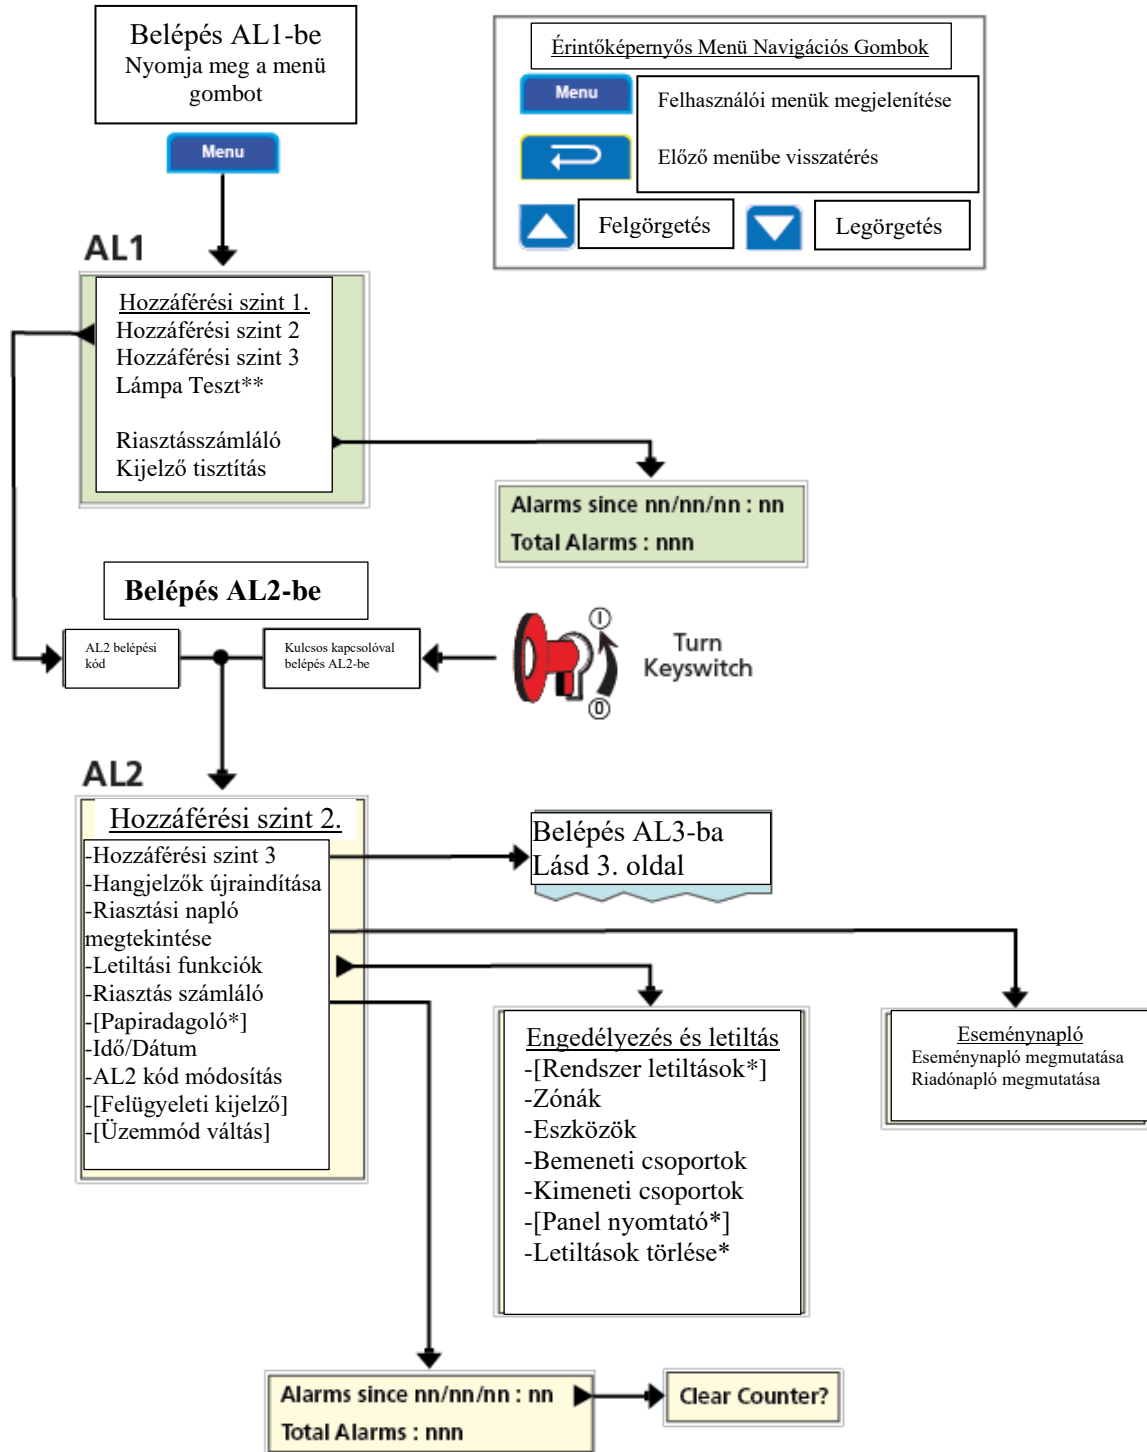 Belépés AL1-be
Nyomja meg a menü
gombot
Menu
Érintőképernyős Menü Navigációs Gombok
Menu
Felhasználói menük megjelenítése
Előző menübe visszatérés
Felgörgetés
Legörgetés
AL1
Hozzáférési szint 1.
Hozzáférési szint 2
Hozzáférési szint 3
Lámpa Teszt**
Riasztásszámláló
Kijelző tisztítás
Alarms since nn/nn/nn : nn
Total Alarms : nnn
Belépés AL2-be
AL2 belépési
kód
Kulcsos kapcsolóval
belépés AL2-be
I
0
Turn
Keyswitch
AL2
Hozzáférési szint 2.
-Hozzáférési szint 3
-Hangjelzők újraindítása
-Riasztási napló
megtekintése
-Letiltási funkciók
-Riasztás számláló
-[Papiradagoló*]
-Idő/Dátum
-AL2 kód módosítás
-[Felügyeleti kijelző]
-[Üzemmód váltás]
Belépés AL3-ba
Lásd 3. oldal
Engedélyezés és letiltás
-[Rendszer letiltások*]
-Zónák
-Eszközök
-Bemeneti csoportok
-Kimeneti csoportok
-[Panel nyomtató*]
-Letiltások törlése*
Eseménynapló
Eseménynapló megmutatása
Riadónapló megmutatása
Alarms since nn/nn/nn : nn
Total Alarms : nnn
Clear Counter?